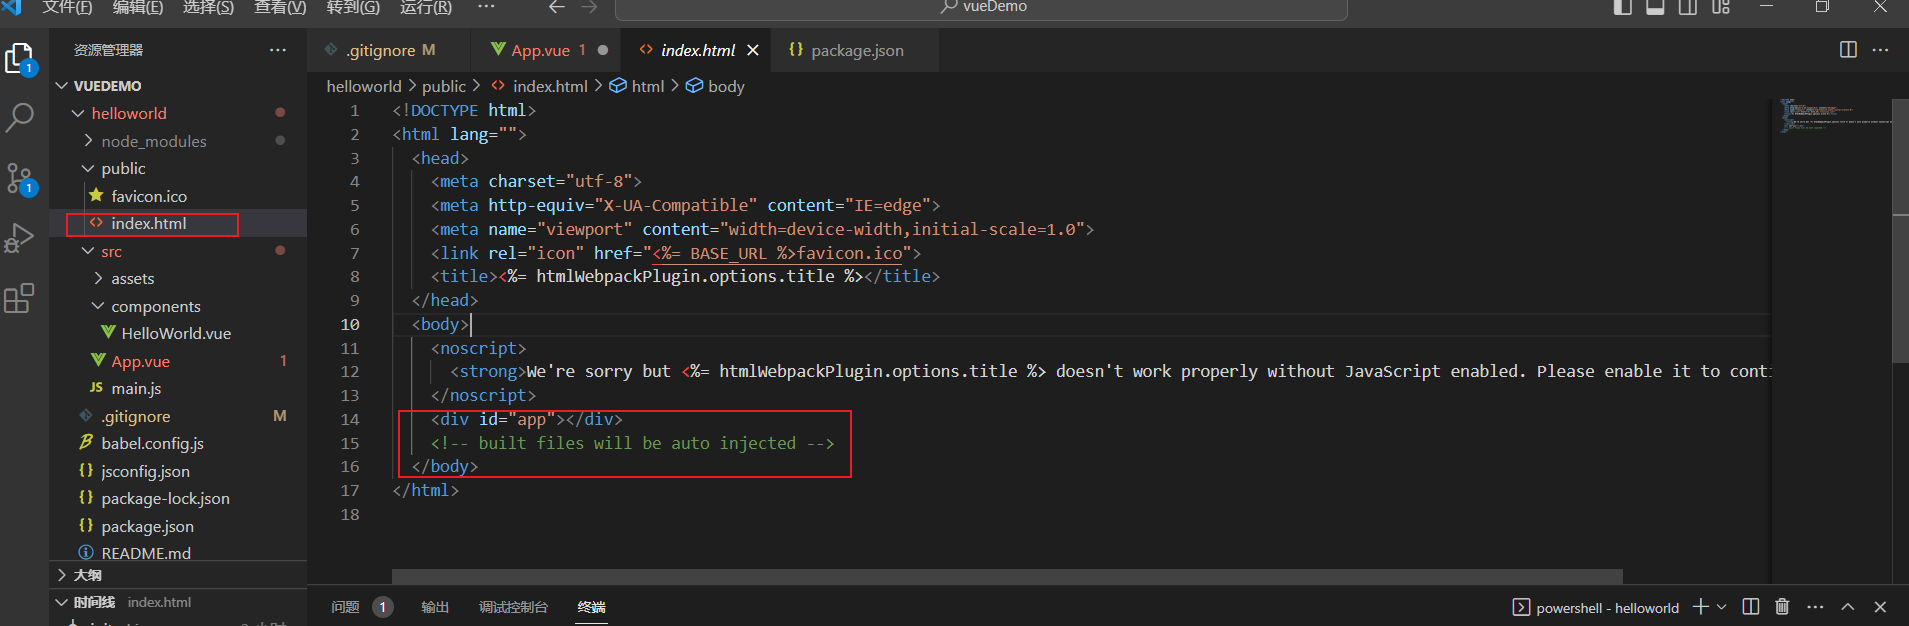 文件(F) 编辑(E) 选择(S) 查看(V) 转到(G) 运行(R) ··· vueDemo
资源管理器 ···
.gitignore M App.vue 1 index.html package.json ···
helloworld > public > index.html > html > body
1
1
VUEDEMO
helloworld
node_modules
public
favicon.ico
index.html
src
assets
components
HelloWorld.vue
App.vue 1
JS main.js
.gitignore M
babel.config.js
{} jsconfig.json
{} package-lock.json
{} package.json
README.md
大纲
时间线 index.html
1 <!DOCTYPE html>
2 <html lang="">
3 <head>
4 <meta charset="utf-8">
5 <meta http-equiv="X-UA-Compatible" content="IE=edge">
6 <meta name="viewport" content="width=device-width,initial-scale=1.0">
7 <link rel="icon" href="<%= BASE_URL %>favicon.ico">
8 <title><%= htmlWebpackPlugin.options.title %></title>
9 </head>
10 <body>
11 <noscript>
12 <strong>We're sorry but <%= htmlWebpackPlugin.options.title %> doesn't work properly without JavaScript enabled. Please enable it to conti
13 </noscript>
14 <div id="app"></div>
15 <!-- built files will be auto injected -->
16 </body>
17 </html>
18
问题 1 输出 调试控制台 终端 powershell - helloworld ···